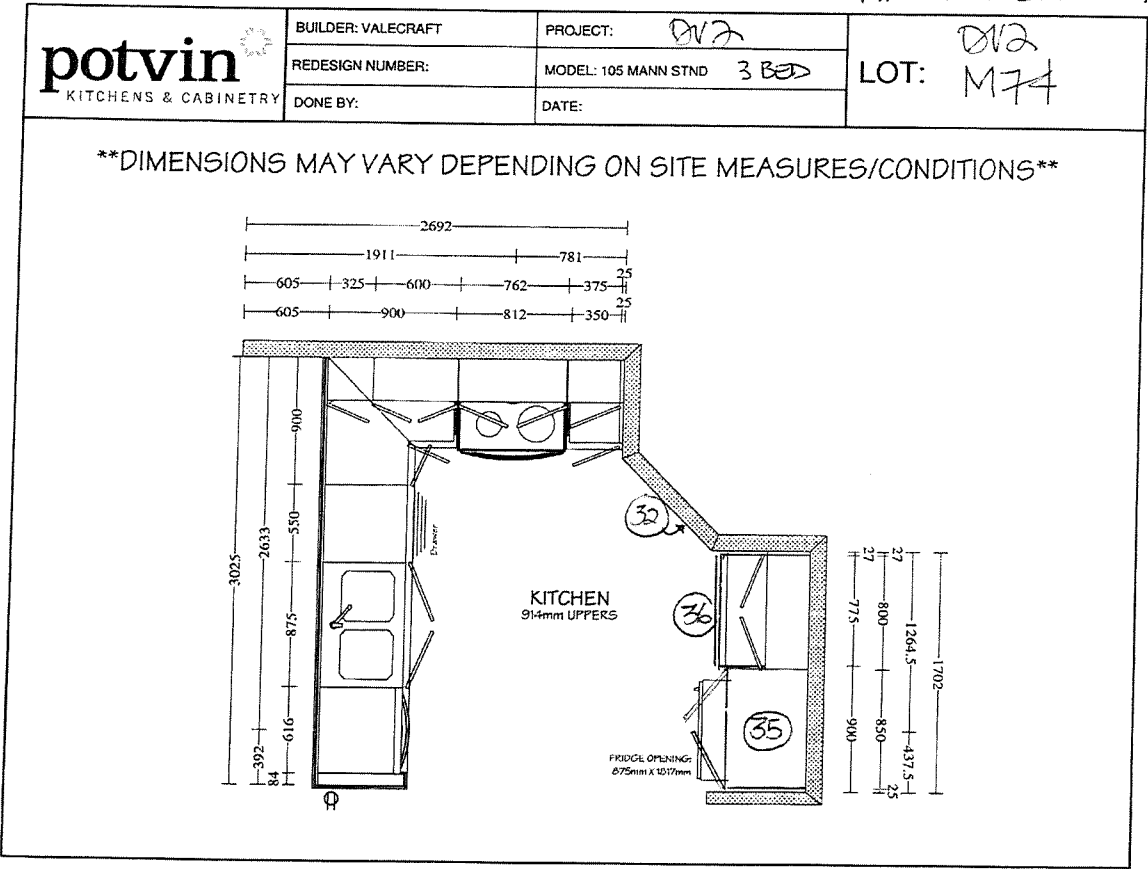 potvin
KITCHENS & CABINETRY
BUILDER: VALECRAFT
REDESIGN NUMBER:
DONE BY:
PROJECT: DV2
MODEL: 105 MANN STND 3 BED
DATE:
LOT: DV2
M74
**DIMENSIONS MAY VARY DEPENDING ON SITE MEASURES/CONDITIONS**
2692
1911 781
605 325 600 762 375 25
605 900 812 350 25
3025
2633
392
900
550
875
616
84
Drawer
KITCHEN
914mm UPPERS
32
36
35
FRIDGE OPENING:
875mm X 1817mm
27
775
900
27
800
850
25
1264.5
437.5
1702